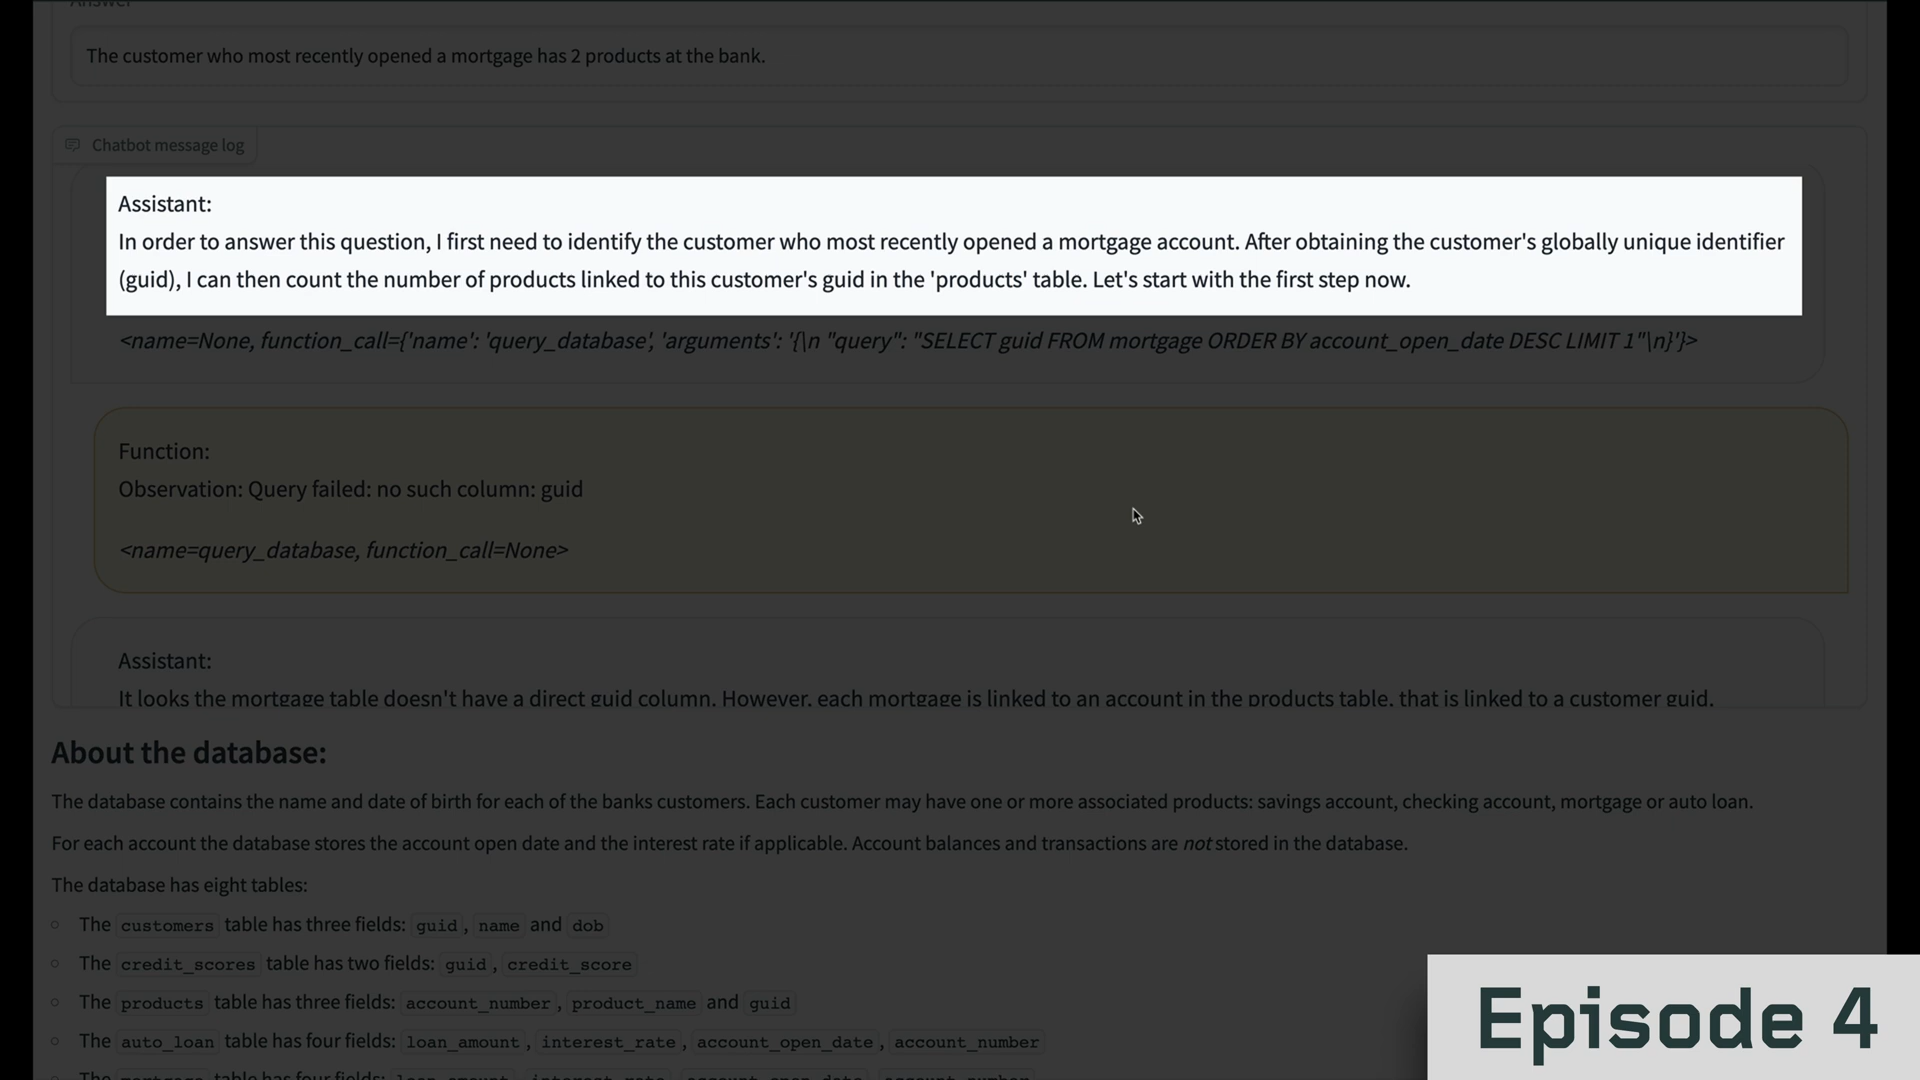 Answer
The customer who most recently opened a mortgage has 2 products at the bank.
Chatbot message log
Assistant:
In order to answer this question, I first need to identify the customer who most recently opened a mortgage account. After obtaining the customer's globally unique identifier
(guid), I can then count the number of products linked to this customer's guid in the 'products' table. Let's start with the first step now.
<name=None, function_call={'name': 'query_database', 'arguments': '{\n "query": "SELECT guid FROM mortgage ORDER BY account_open_date DESC LIMIT 1"\n}'}>
Function:
Observation: Query failed: no such column: guid
<name=query_database, function_call=None>
Assistant:
It looks the mortgage table doesn't have a direct guid column. However, each mortgage is linked to an account in the products table, that is linked to a customer guid.
About the database:
The database contains the name and date of birth for each of the banks customers. Each customer may have one or more associated products: savings account, checking account, mortgage or auto loan.
For each account the database stores the account open date and the interest rate if applicable. Account balances and transactions are not stored in the database.
The database has eight tables:
The customers table has three fields: guid, name and dob
The credit_scores table has two fields: guid, credit_score
The products table has three fields: account_number, product_name and guid
The auto_loan table has four fields: loan_amount, interest_rate, account_open_date, account_number
The mortgage table has four fields: loan_amount, interest_rate, account_open_date, account_number
Episode 4